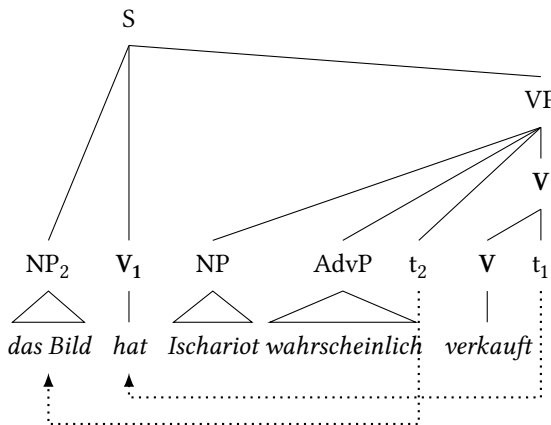 S
VP
V
NP₂ V₁ NP AdvP t₂ V t₁
das Bild hat Ischariot wahrscheinlich verkauft